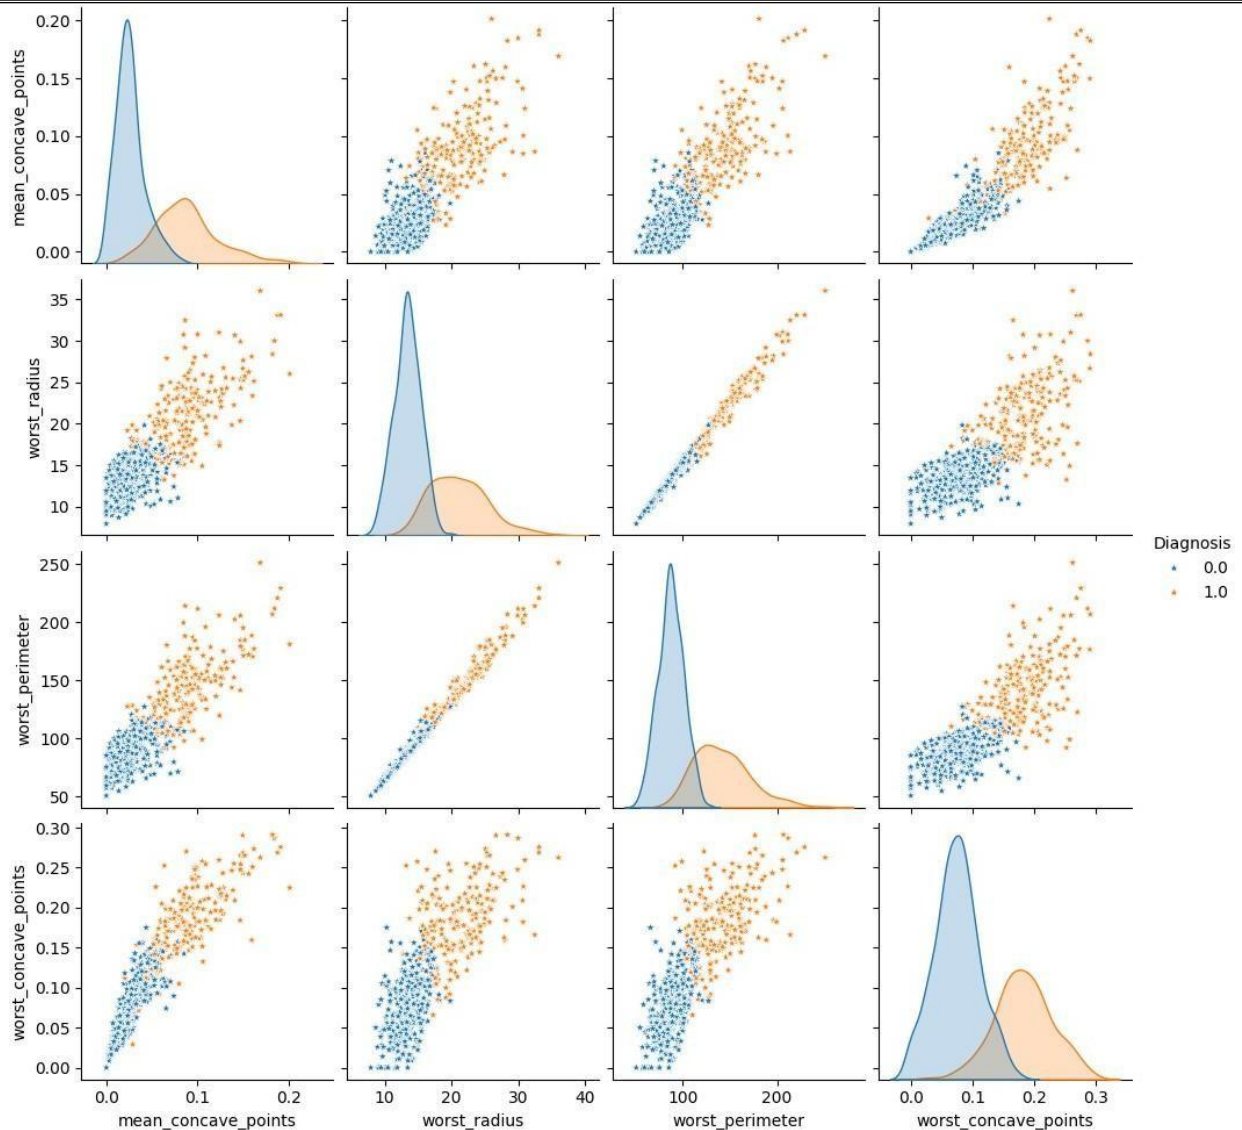 mean_concave_points
0.20
0.15
0.10
0.05
0.00
worst_radius
35
30
25
20
15
10
worst_perimeter
250
200
150
100
50
worst_concave_points
0.30
0.25
0.20
0.15
0.10
0.05
0.00
0.0 0.1 0.2
mean_concave_points
10 20 30 40
worst_radius
100 200
worst_perimeter
0.0 0.1 0.2 0.3
worst_concave_points
Diagnosis
0.0
1.0